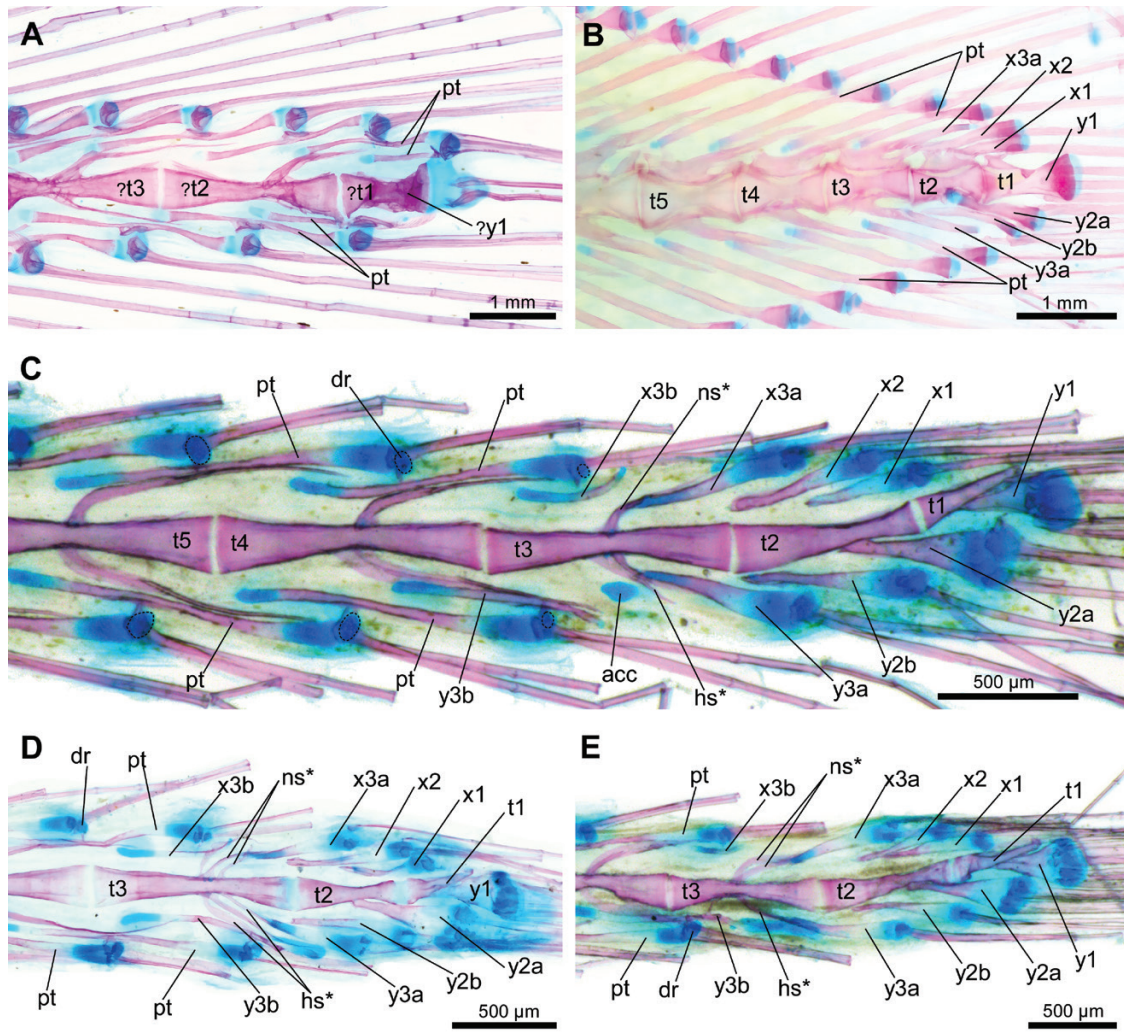 A
pt
?t3
?t2
?t1
?y1
pt
1 mm
B
pt
x3a
x2
x1
y1
t5
t4
t3
t2
t1
y2a
y2b
y3a
pt
1 mm
C
pt
dr
pt
x3b
ns*
x3a
x2
x1
y1
t1
t5
t4
t3
t2
pt
pt
y3b
acc
hs*
y3a
y2b
y2a
500 µm
D
dr
pt
x3b
ns*
x3a
x2
x1
t1
t3
t2
y1
pt
pt
y3b
hs*
y3a
y2b
y2a
500 µm
E
pt
x3b
ns*
x3a
x2
x1
t1
t3
t2
pt
dr
y3b
hs*
y3a
y2b
y2a
y1
500 µm